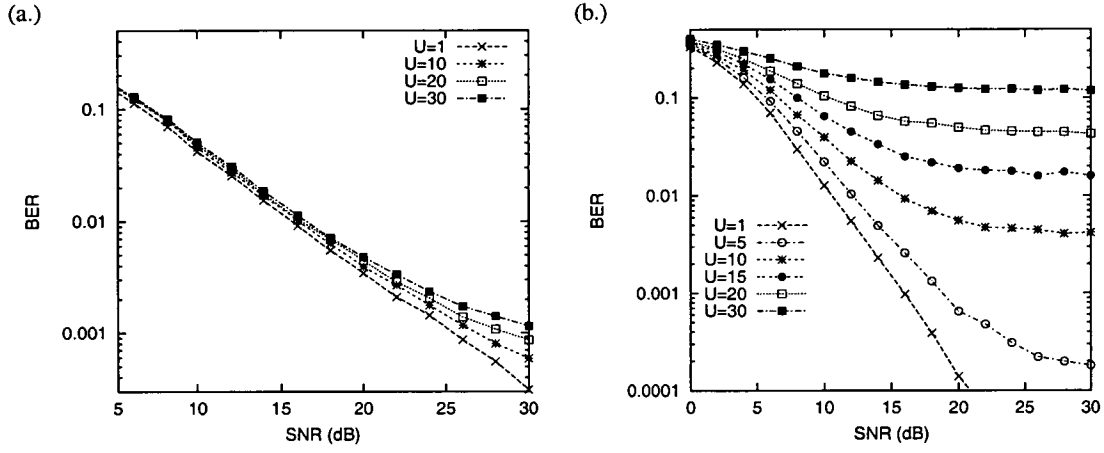 (a.)
BER
0.1
0.01
0.001
5 10 15 20 25 30
SNR (dB)
U=1
U=10
U=20
U=30
(b.)
BER
0.1
0.01
0.001
0.0001
0 5 10 15 20 25 30
SNR (dB)
U=1
U=5
U=10
U=15
U=20
U=30